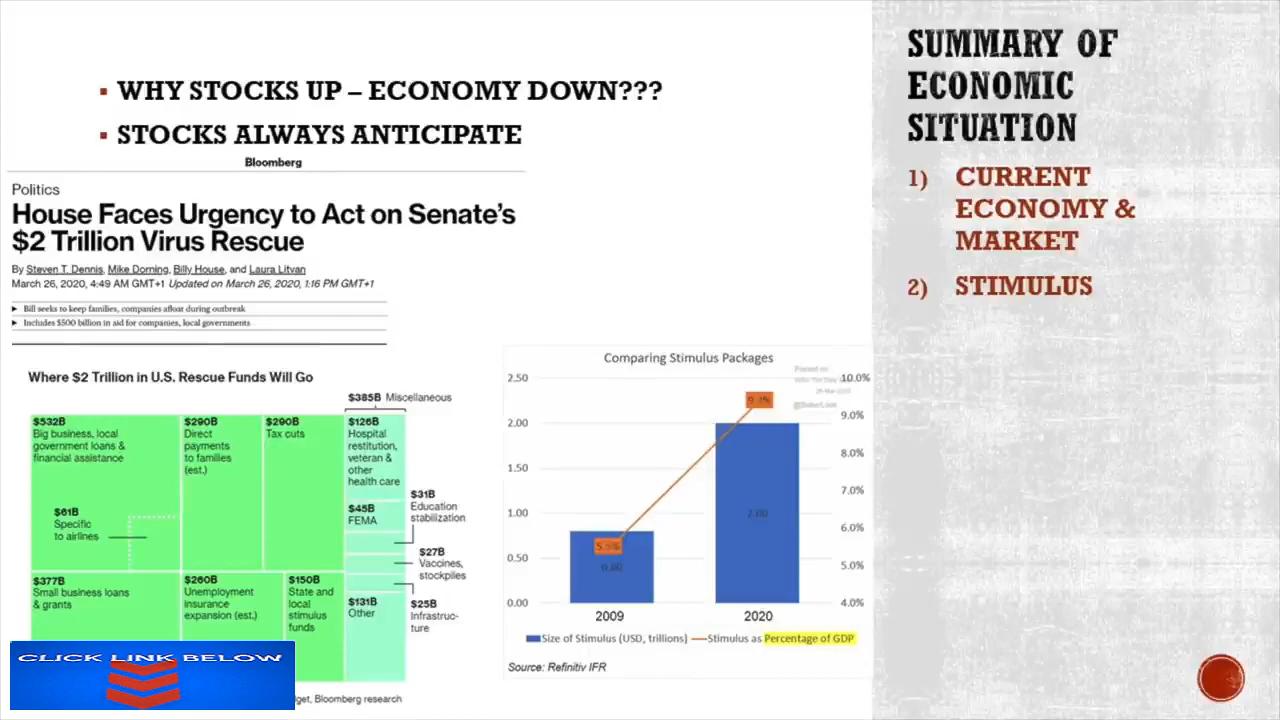 WHY STOCKS UP – ECONOMY DOWN???
STOCKS ALWAYS ANTICIPATE
Bloomberg
Politics
House Faces Urgency to Act on Senate's
$2 Trillion Virus Rescue
By Steven T. Dennis, Mike Dorning, Billy House, and Laura Litvan
March 26, 2020, 4:49 AM GMT+1 Updated on March 26, 2020, 1:16 PM GMT+1
Bill seeks to keep families, companies afloat during outbreak
Includes $500 billion in aid for companies, local governments
Where $2 Trillion in U.S. Rescue Funds Will Go
$385B Miscellaneous
$532B
Big business, local
government loans &
financial assistance
$61B
Specific
to airlines
$290B
Direct
payments
to families
(est.)
$290B
Tax cuts
$126B
Hospital
restitution,
veteran &
other
health care
$45B
FEMA
$31B
Education
stabilization
$27B
Vaccines,
stockpiles
$25B
Infrastruc-
ture
$131B
Other
$377B
Small business loans
& grants
$260B
Unemployment
insurance
expansion (est.)
$150B
State and
local
stimulus
funds
CLICK LINK BELOW
dget, Bloomberg research
Comparing Stimulus Packages
2.50
2.00
1.50
1.00
0.50
0.00
10.0%
9.0%
8.0%
7.0%
6.0%
5.0%
4.0%
2.00
2009
2020
Size of Stimulus (USD, trillions)
Stimulus as Percentage of GDP
Source: Refinitiv IFR
SUMMARY OF
ECONOMIC
SITUATION
1) CURRENT
ECONOMY &
MARKET
2) STIMULUS